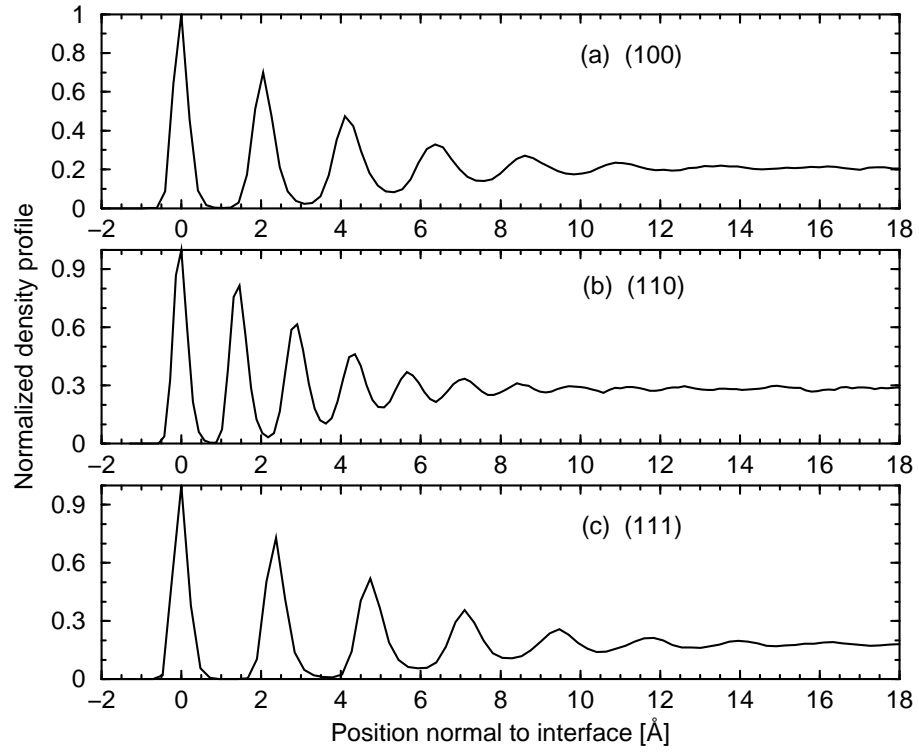 Normalized density profile
1
0.8
0.6
0.4
0.2
0
(a) (100)
−2 0 2 4 6 8 10 12 14 16 18
0.9
0.6
0.3
0
(b) (110)
−2 0 2 4 6 8 10 12 14 16 18
0.9
0.6
0.3
0
(c) (111)
−2 0 2 4 6 8 10 12 14 16 18
Position normal to interface [Å]